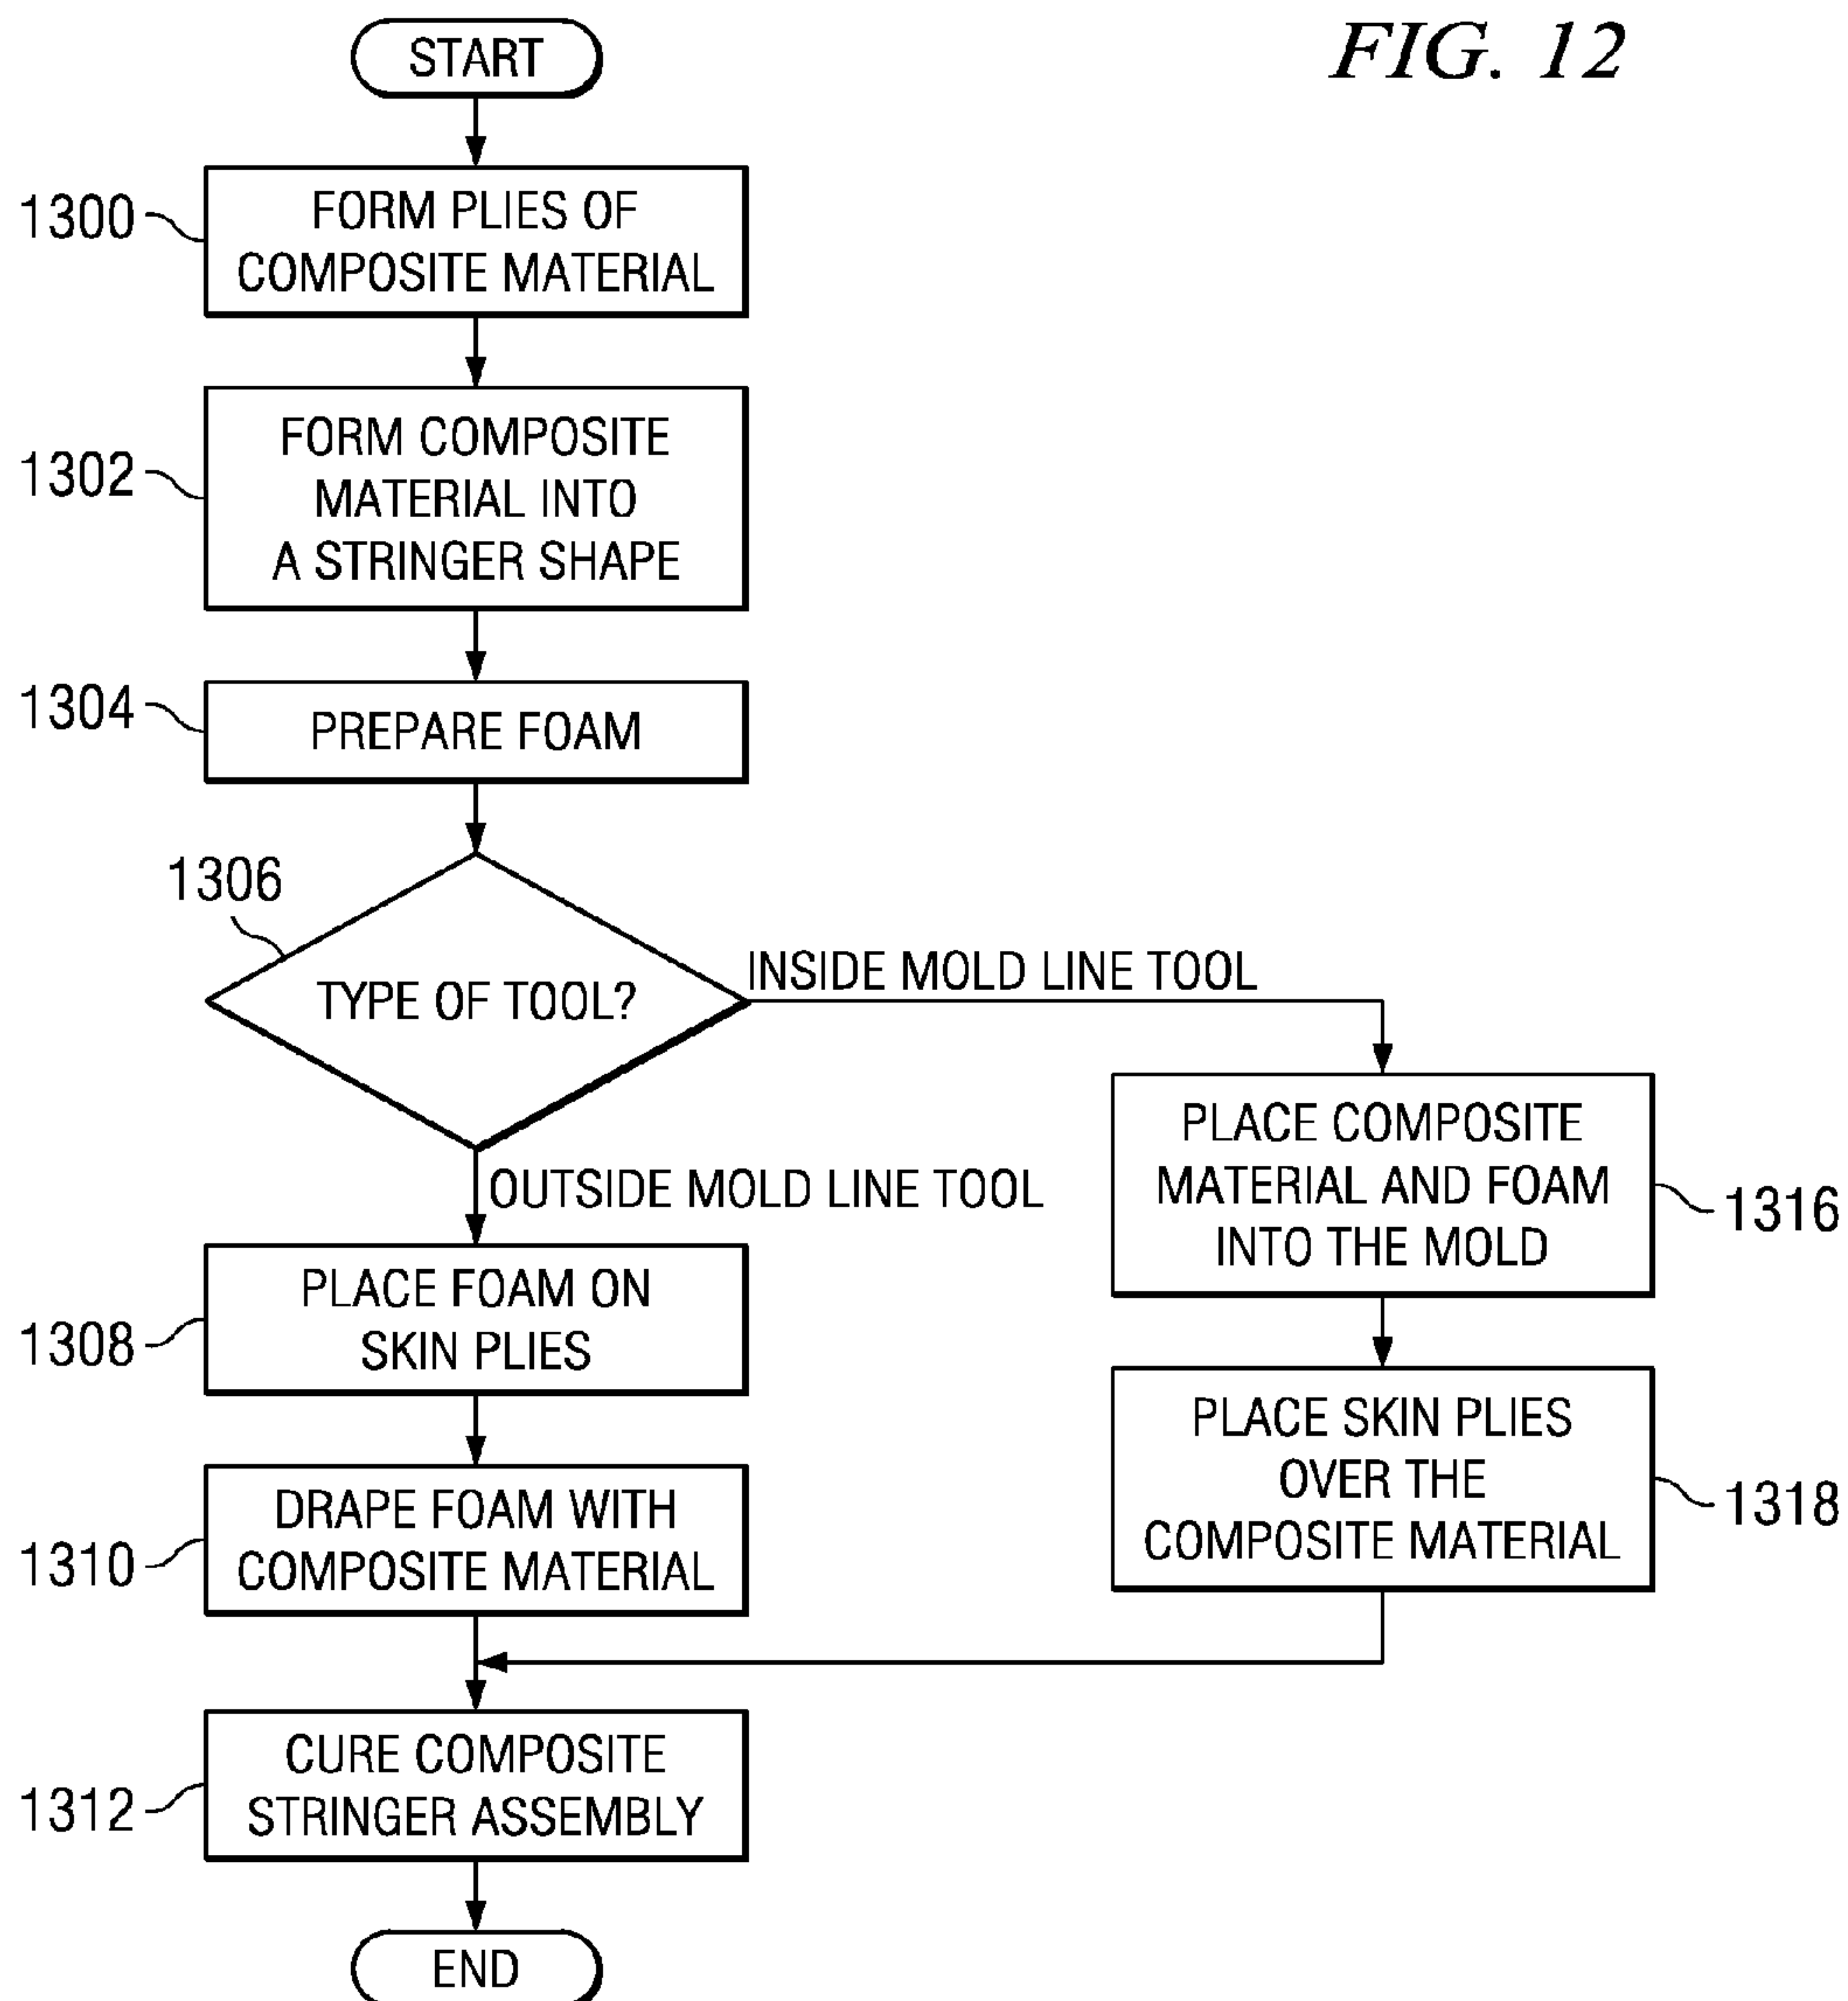 FIG. 12
START
1300
FORM PLIES OF
COMPOSITE MATERIAL
1302
FORM COMPOSITE
MATERIAL INTO
A STRINGER SHAPE
1304
PREPARE FOAM
1306
TYPE OF TOOL?
INSIDE MOLD LINE TOOL
OUTSIDE MOLD LINE TOOL
PLACE COMPOSITE
MATERIAL AND FOAM
INTO THE MOLD
1316
1308
PLACE FOAM ON
SKIN PLIES
PLACE SKIN PLIES
OVER THE
COMPOSITE MATERIAL
1318
1310
DRAPE FOAM WITH
COMPOSITE MATERIAL
1312
CURE COMPOSITE
STRINGER ASSEMBLY
END